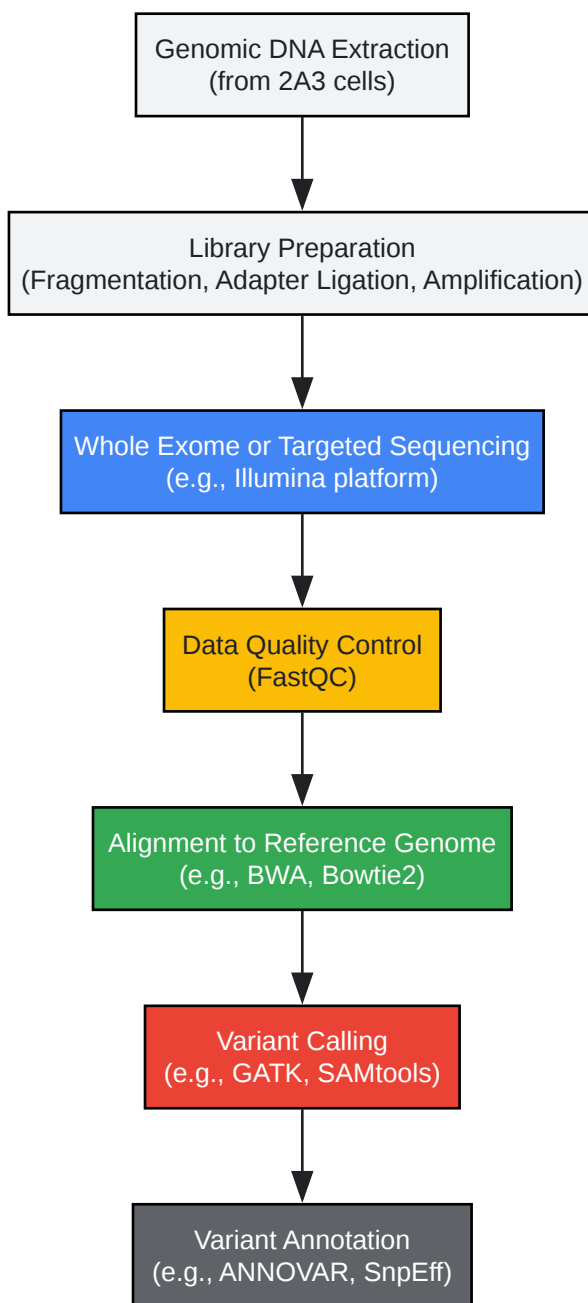 Genomic DNA Extraction
(from 2A3 cells)
Library Preparation
(Fragmentation, Adapter Ligation, Amplification)
Whole Exome or Targeted Sequencing
(e.g., Illumina platform)
Data Quality Control
(FastQC)
Alignment to Reference Genome
(e.g., BWA, Bowtie2)
Variant Calling
(e.g., GATK, SAMtools)
Variant Annotation
(e.g., ANNOVAR, SnpEff)